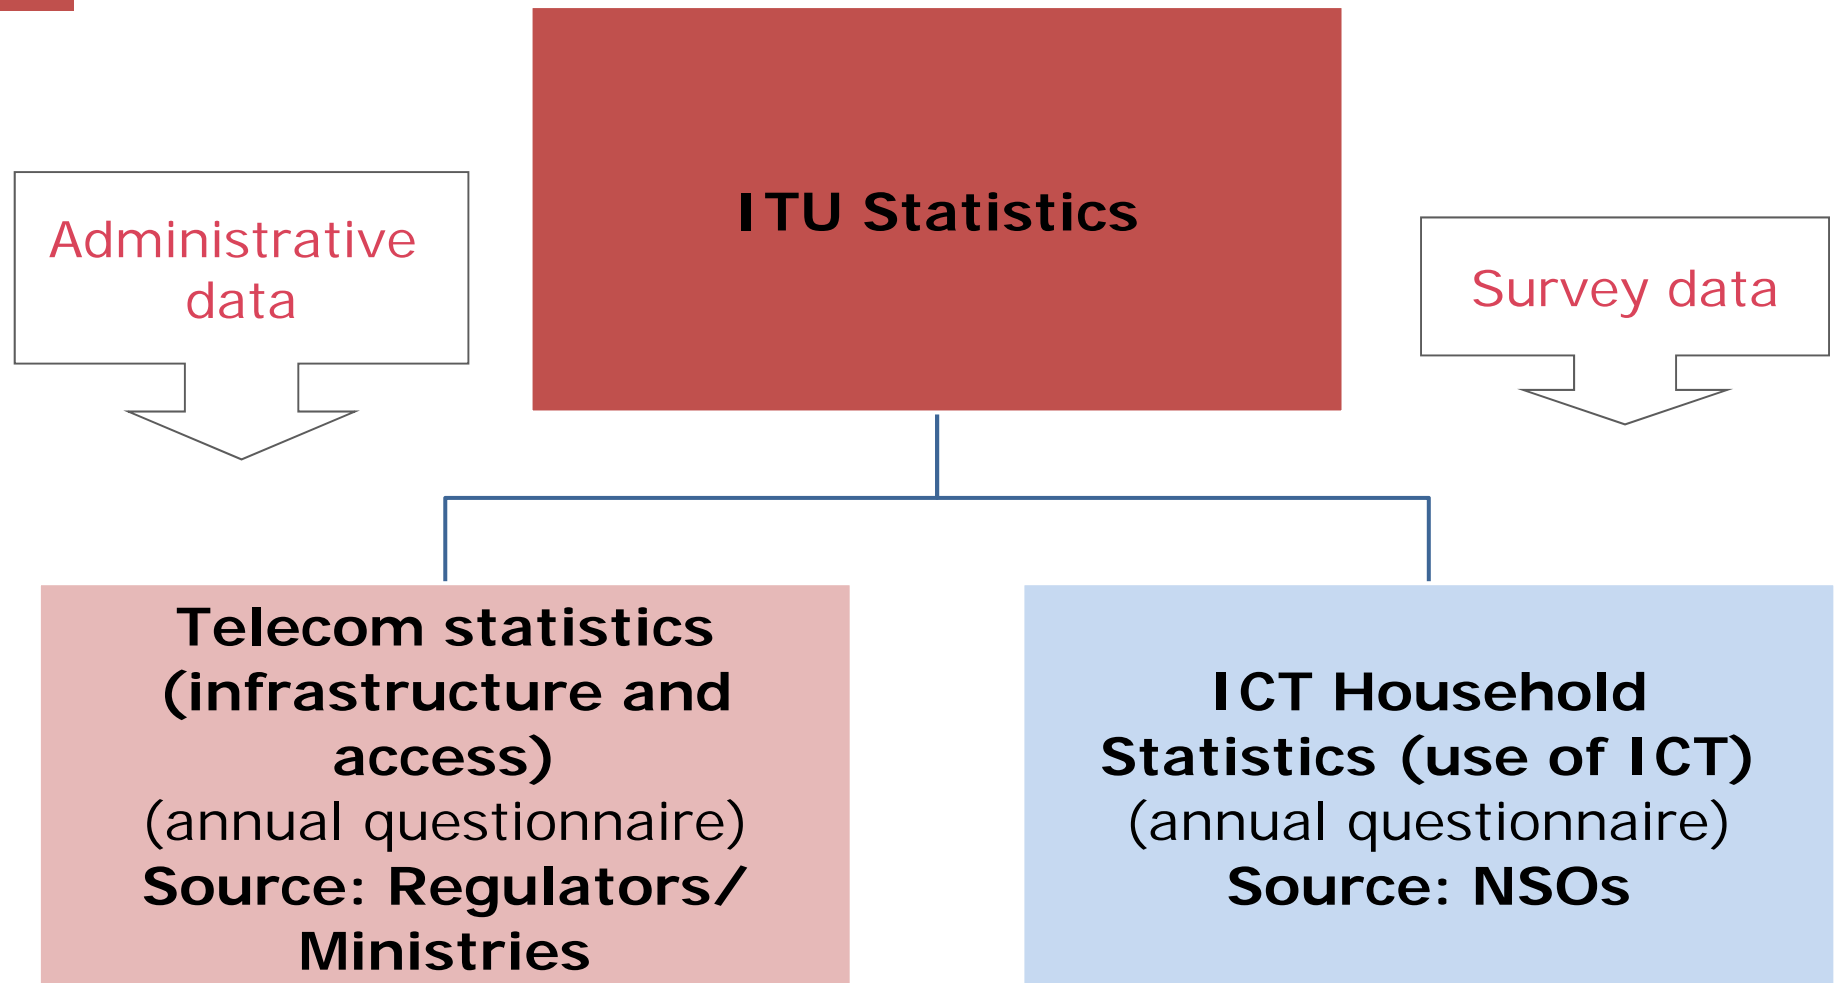 ITU Statistics
Administrative
data
Survey data
Telecom statistics
(infrastructure and
access)
(annual questionnaire)
Source: Regulators/
Ministries
ICT Household
Statistics (use of ICT)
(annual questionnaire)
Source: NSOs